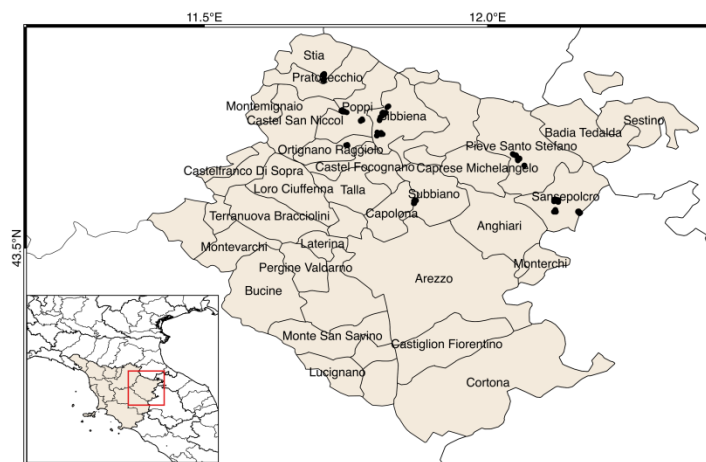 11.5°E
12.0°E
Stia
Pratovecchio
Montemignaio
Poppi
Bibbiena
Castel San Niccol
Sestino
Badia Tedalda
Pieve Santo Stefano
Ortignano Raggiolo
Castel Focognano
Caprese Michelangelo
Castelfranco Di Sopra
Loro Ciuffenna
Talla
Subbiano
Sansepolcro
Terranuova Bracciolini
Capolona
Anghiari
43.5°N
Montevarchi
Laterina
Pergine Valdarno
Monterchi
Bucine
Arezzo
Monte San Savino
Castiglion Fiorentino
Lucignano
Cortona